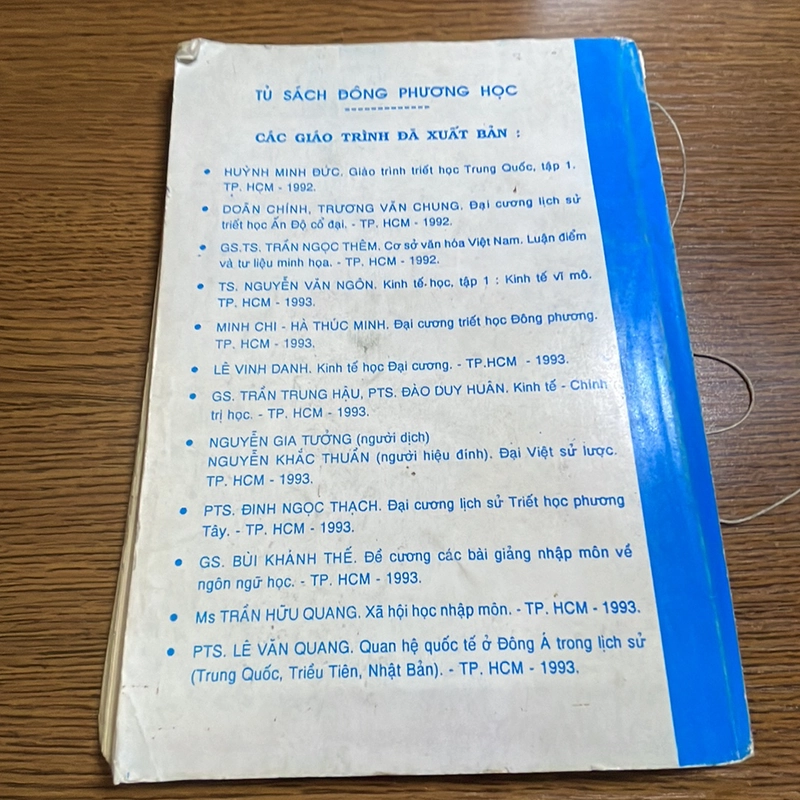 TỦ SÁCH ĐÔNG PHƯƠNG HỌC
CÁC GIÁO TRÌNH ĐÃ XUẤT BẢN :
• HUỲNH MINH ĐỨC. Giáo trình triết học Trung Quốc, tập 1.
TP. HCM - 1992.
• DOÃN CHÍNH, TRƯƠNG VĂN CHUNG. Đại cương lịch sử
triết học Ấn Độ cổ đại. - TP. HCM - 1992.
• GS.TS. TRẦN NGỌC THÊM. Cơ sở văn hóa Việt Nam. Luận điểm
và tư liệu minh họa. - TP. HCM - 1992.
• TS. NGUYỄN VĂN NGÔN. Kinh tế học, tập 1 : Kinh tế vĩ mô.
TP. HCM - 1993.
• MINH CHI - HÀ THÚC MINH. Đại cương triết học Đông phương.
TP. HCM - 1993.
• LÊ VINH DANH. Kinh tế học Đại cương. - TP.HCM - 1993.
• GS. TRẦN TRUNG HẬU, PTS. ĐÀO DUY HUÂN. Kinh tế - Chính
trị học. - TP. HCM - 1993.
• NGUYỄN GIA TƯỞNG (người dịch)
NGUYỄN KHẮC THUẦN (người hiệu đính). Đại Việt sử lược.
TP. HCM - 1993.
• PTS. ĐINH NGỌC THẠCH. Đại cương lịch sử Triết học phương
Tây. - TP. HCM - 1993.
• GS. BÙI KHÁNH THẾ. Đề cương các bài giảng nhập môn về
ngôn ngữ học. - TP. HCM - 1993.
• Ms TRẦN HỮU QUANG. Xã hội học nhập môn. - TP. HCM - 1993.
• PTS. LÊ VĂN QUANG. Quan hệ quốc tế ở Đông Á trong lịch sử
(Trung Quốc, Triều Tiên, Nhật Bản). - TP. HCM - 1993.